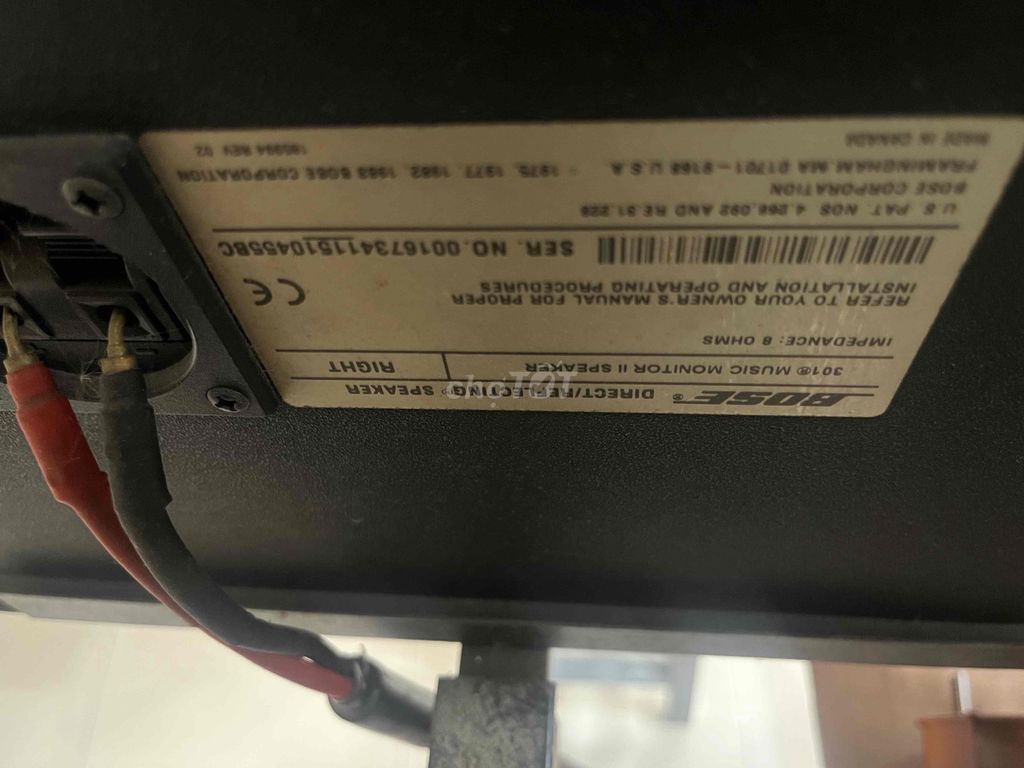 BOSE® DIRECT/REFLECTING® SPEAKER
301® MUSIC MONITOR II SPEAKER RIGHT
IMPEDANCE: 8 OHMS
REFER TO YOUR OWNER'S MANUAL FOR PROPER
INSTALLATION AND OPERATING PROCEDURES
CE
SER. NO. 001673411510455BC
U.S. PAT. NOS 4,266,092 AND RE.31,228
BOSE CORPORATION
FRAMINGHAM MA 01701-9168 U.S.A. 1975, 1977, 1982, 1983 BOSE CORPORATION
MADE IN CANADA 185994 REV 02
choTỐT